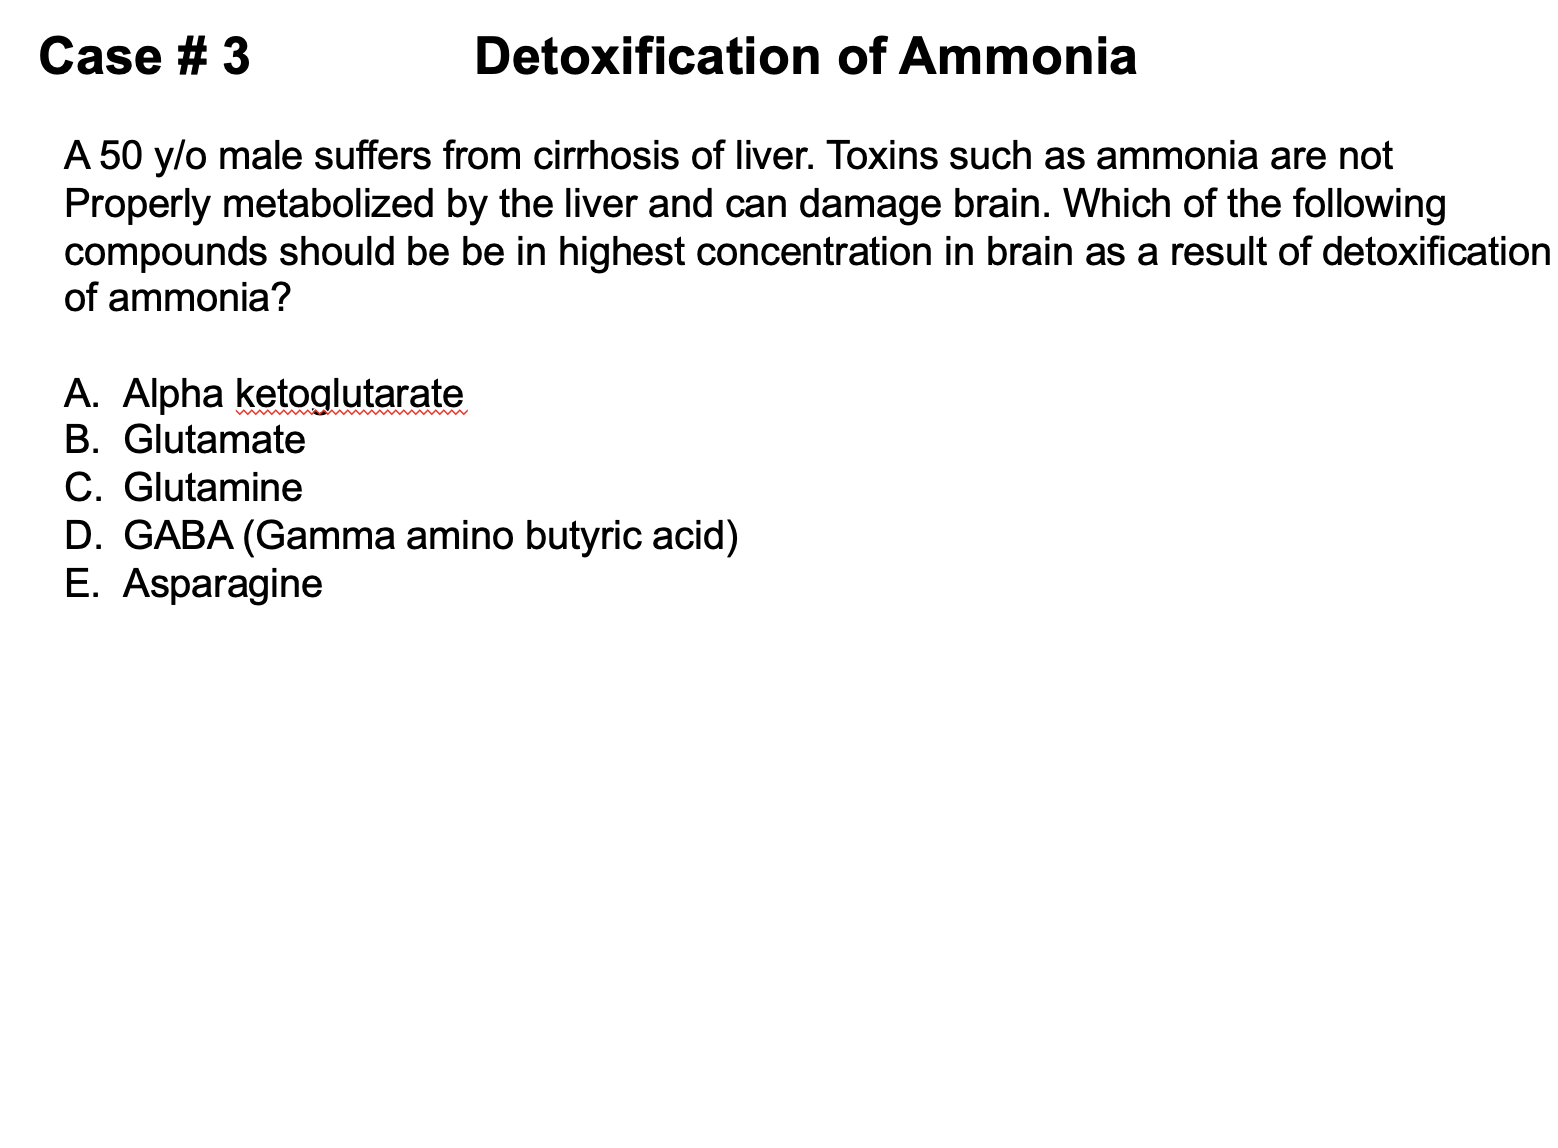 Case # 3 Detoxification of Ammonia
A 50 y/o male suffers from cirrhosis of liver. Toxins such as ammonia are not
Properly metabolized by the liver and can damage brain. Which of the following
compounds should be be in highest concentration in brain as a result of detoxification
of ammonia?
A. Alpha ketoglutarate
B. Glutamate
C. Glutamine
D. GABA (Gamma amino butyric acid)
E. Asparagine